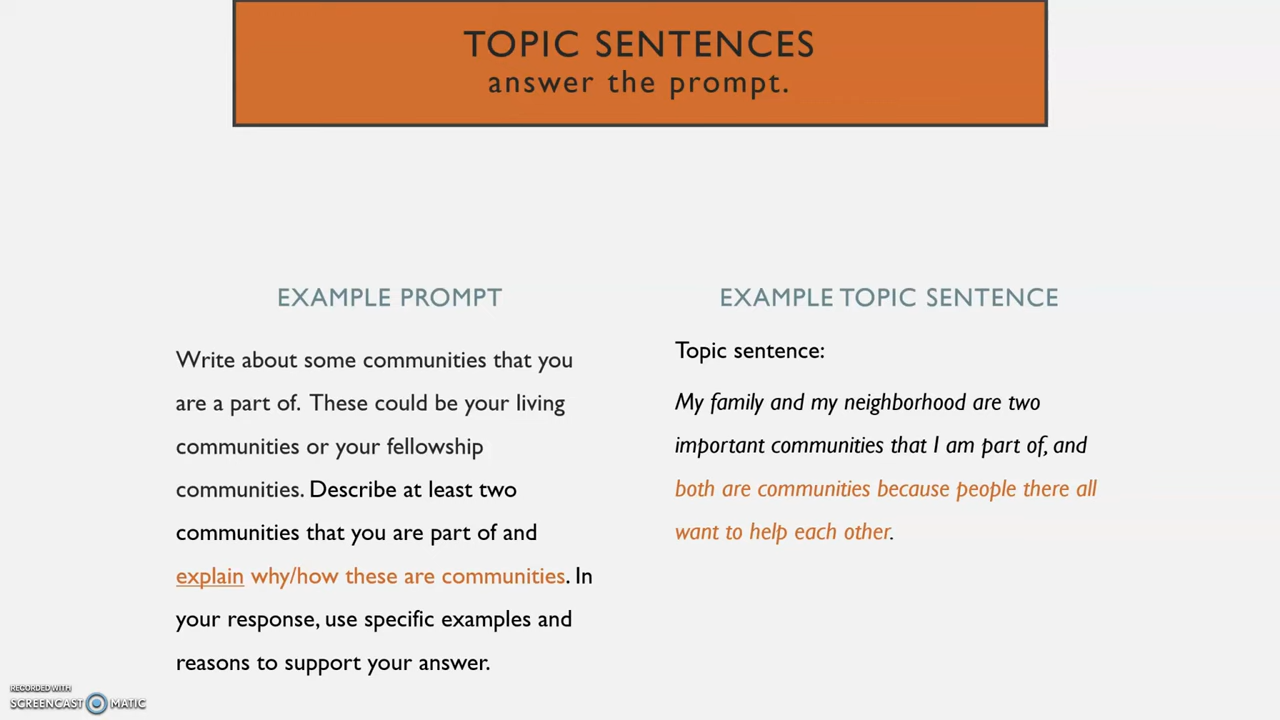 TOPIC SENTENCES
answer the prompt.
EXAMPLE PROMPT
Write about some communities that you
are a part of. These could be your living
communities or your fellowship
communities. Describe at least two
communities that you are part of and
explain why/how these are communities. In
your response, use specific examples and
reasons to support your answer.
EXAMPLE TOPIC SENTENCE
Topic sentence:
My family and my neighborhood are two
important communities that I am part of, and
both are communities because people there all
want to help each other.
RECORDED WITH
SCREENCAST MATIC